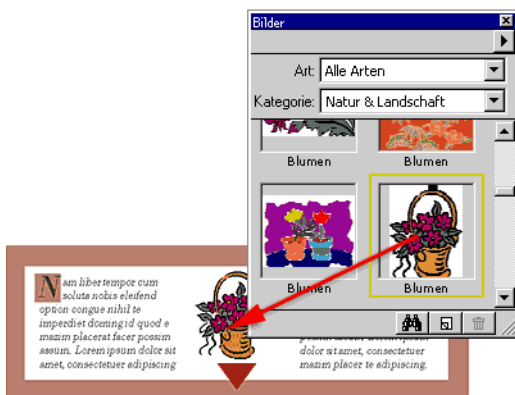 Bilder
Art: Alle Arten
Kategorie: Natur & Landschaft
Blumen Blumen
Blumen Blumen
Nam liber tempor cum
soluta nobis eleifend
option congue nihil te
imperdiet doming id quod e
mazim placerat facer possim
assum. Lorem ipsum dolor sit
amet, consectetuer adipiscing
dolor sit amet, consectetuer
mazim placer te adipiscing.